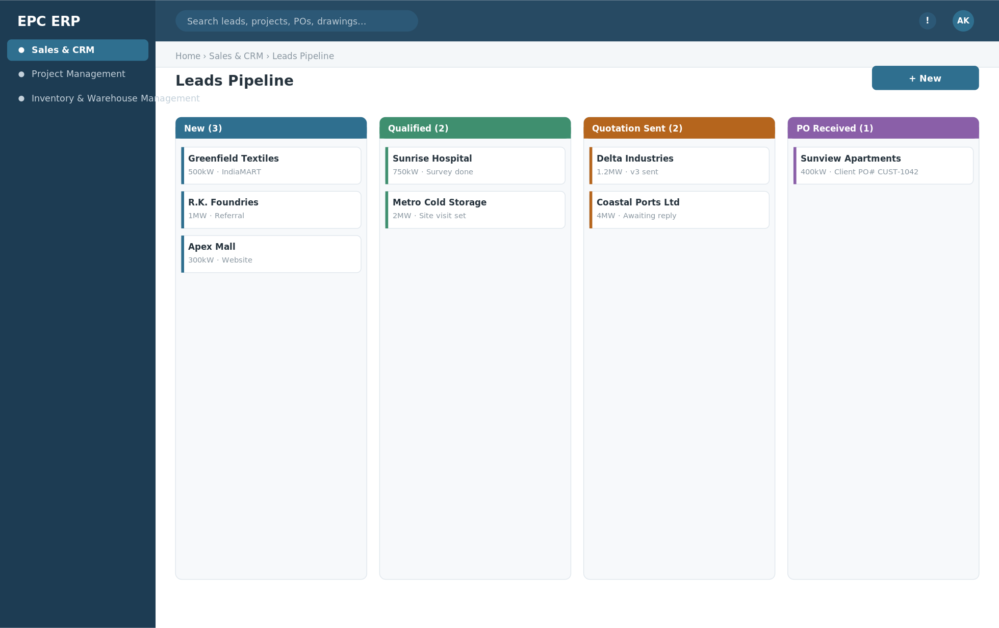 EPC ERP
Search leads, projects, POs, drawings...
!
AK
Sales & CRM
Project Management
Inventory & Warehouse Management
Home › Sales & CRM › Leads Pipeline
Leads Pipeline
+ New
New (3)
Greenfield Textiles
500kW · IndiaMART
R.K. Foundries
1MW · Referral
Apex Mall
300kW · Website
Qualified (2)
Sunrise Hospital
750kW · Survey done
Metro Cold Storage
2MW · Site visit set
Quotation Sent (2)
Delta Industries
1.2MW · v3 sent
Coastal Ports Ltd
4MW · Awaiting reply
PO Received (1)
Sunview Apartments
400kW · Client PO# CUST-1042